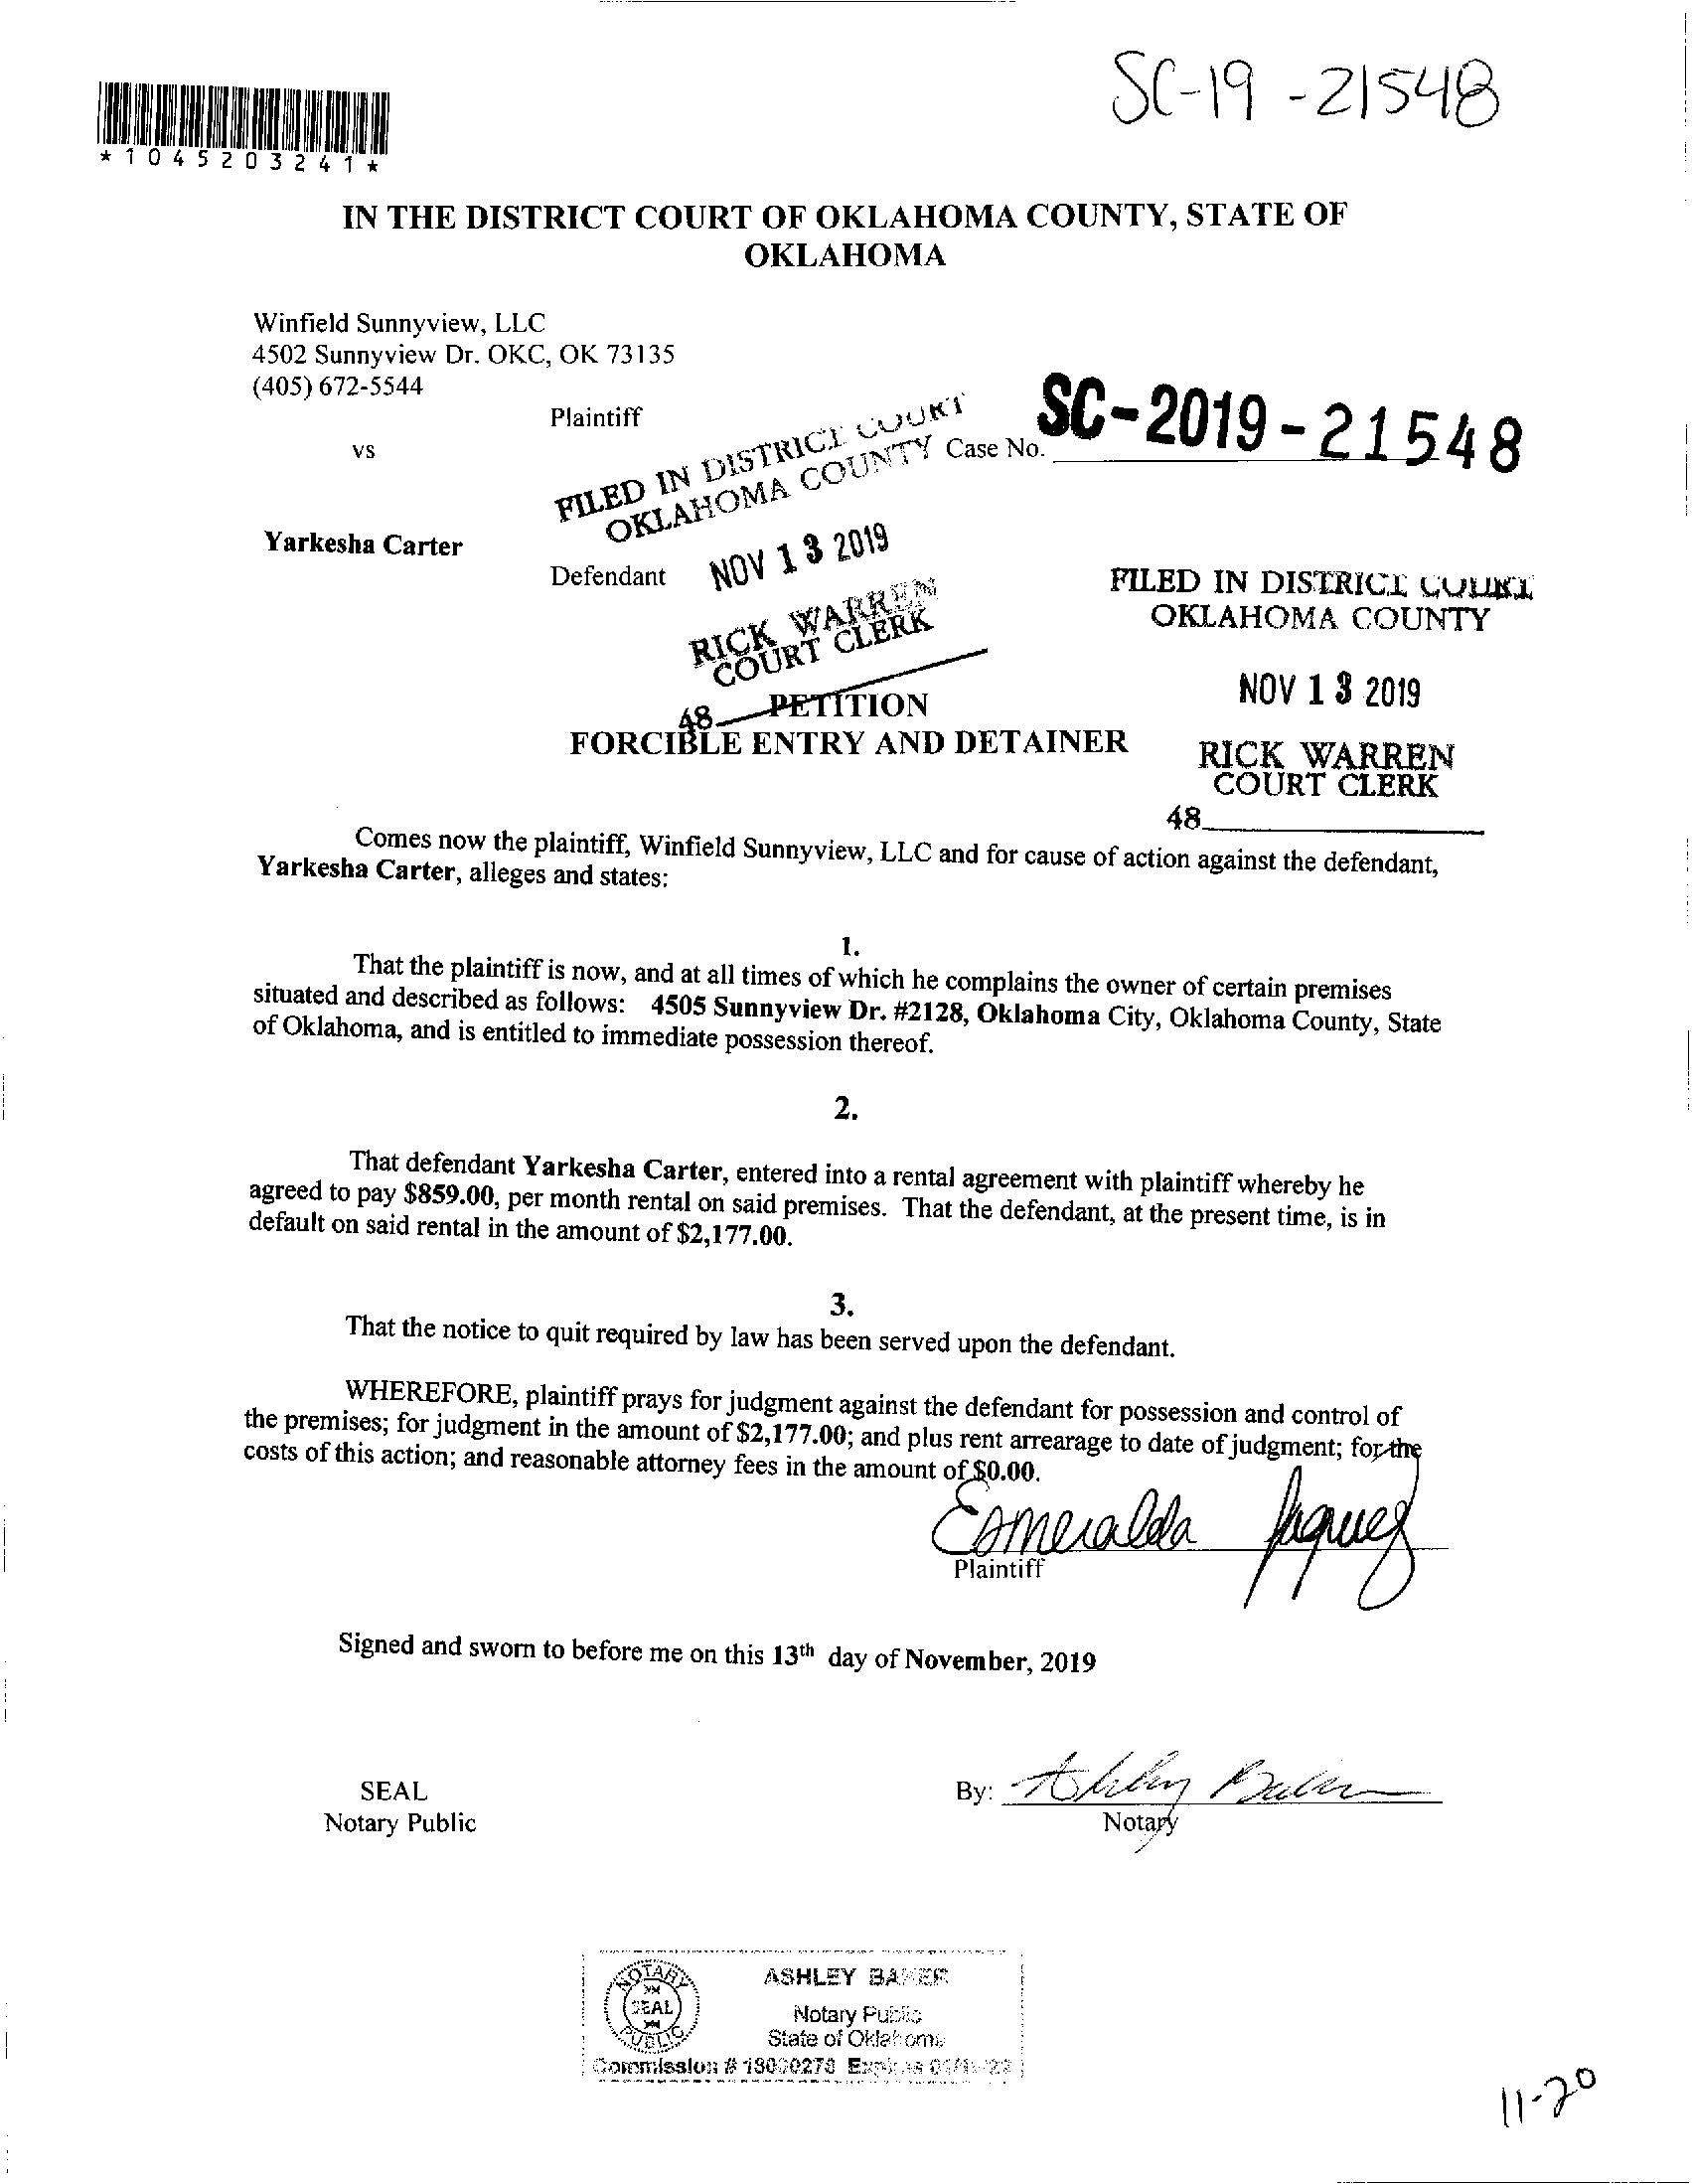 SC-19-21548
*1045203241*
IN THE DISTRICT COURT OF OKLAHOMA COUNTY, STATE OF
OKLAHOMA
Winfield Sunnyview, LLC
4502 Sunnyview Dr. OKC, OK 73135
(405) 672-5544
Plaintiff
vs
Case No. SC-2019-21548
FILED IN DISTRICT COURT
OKLAHOMA COUNTY
NOV 13 2019
RICK WARREN
COURT CLERK
48
Yarkesha Carter
Defendant
FILED IN DISTRICT COURT
OKLAHOMA COUNTY
NOV 13 2019
RICK WARREN
COURT CLERK
48
PETITION
FORCIBLE ENTRY AND DETAINER
Comes now the plaintiff, Winfield Sunnyview, LLC and for cause of action against the defendant,
Yarkesha Carter, alleges and states:
1.
That the plaintiff is now, and at all times of which he complains the owner of certain premises
situated and described as follows: 4505 Sunnyview Dr. #2128, Oklahoma City, Oklahoma County, State
of Oklahoma, and is entitled to immediate possession thereof.
2.
That defendant Yarkesha Carter, entered into a rental agreement with plaintiff whereby he
agreed to pay $859.00, per month rental on said premises. That the defendant, at the present time, is in
default on said rental in the amount of $2,177.00.
3.
That the notice to quit required by law has been served upon the defendant.
WHEREFORE, plaintiff prays for judgment against the defendant for possession and control of
the premises; for judgment in the amount of $2,177.00; and plus rent arrearage to date of judgment; for the
costs of this action; and reasonable attorney fees in the amount of $0.00.
Esmeralda Jaquez
Plaintiff
Signed and sworn to before me on this 13th day of November, 2019
SEAL
Notary Public
By: Ashley Baker
Notary
NOTARY
SEAL
PUBLIC
ASHLEY BAKER
Notary Public
State of Oklahoma
Commission # Expires
11-20